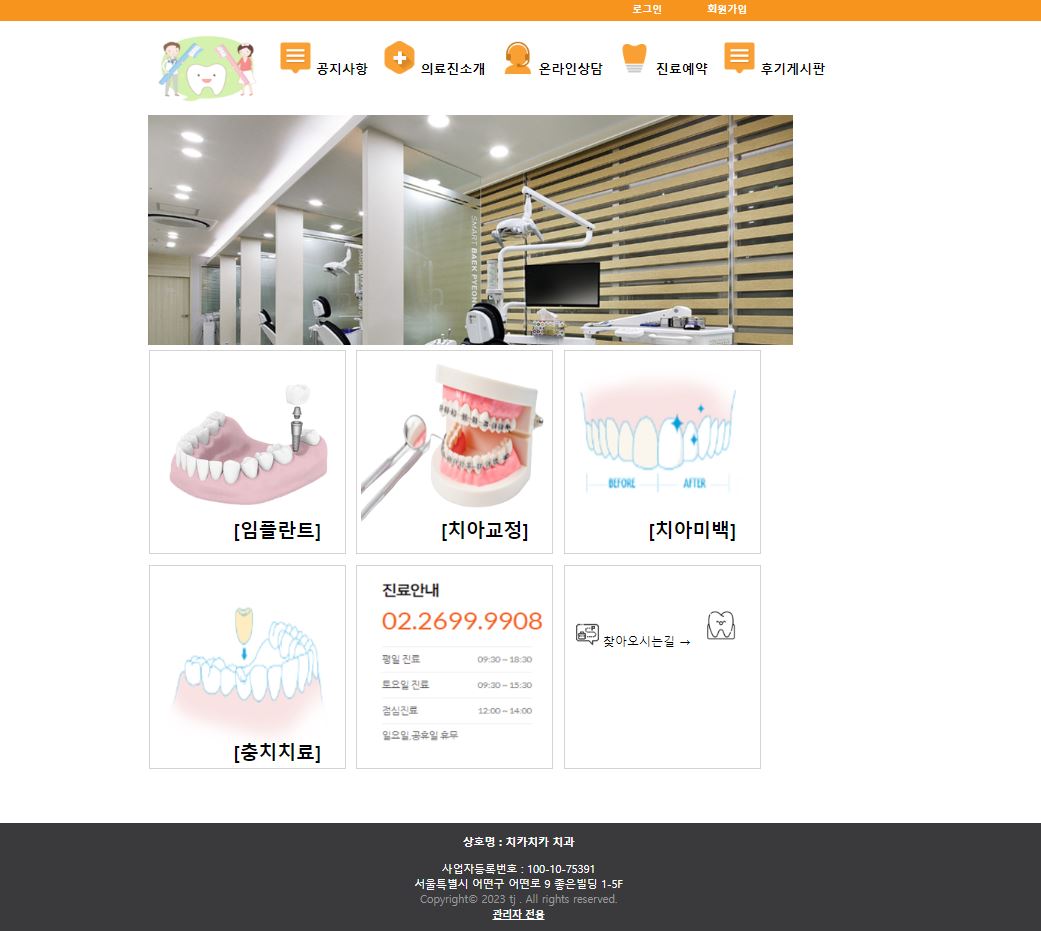 로그인 회원가입
공지사항 의료진소개 온라인상담 진료예약 후기게시판
SMART BAEK PYEONG
[임플란트]
[치아교정]
BEFORE AFTER
[치아미백]
[충치치료]
진료안내
02.2699.9908
평일 진료 09:30 ~ 18:30
토요일 진료 09:30 ~ 15:30
점심진료 12:00 ~ 14:00
일요일,공휴일 휴무
찾아오시는길 →
상호명 : 치카치카 치과
사업자등록번호 : 100-10-75391
서울특별시 어떤구 어떤로 9 좋은빌딩 1-5F
Copyright© 2023 tj . All rights reserved.
관리자 전용